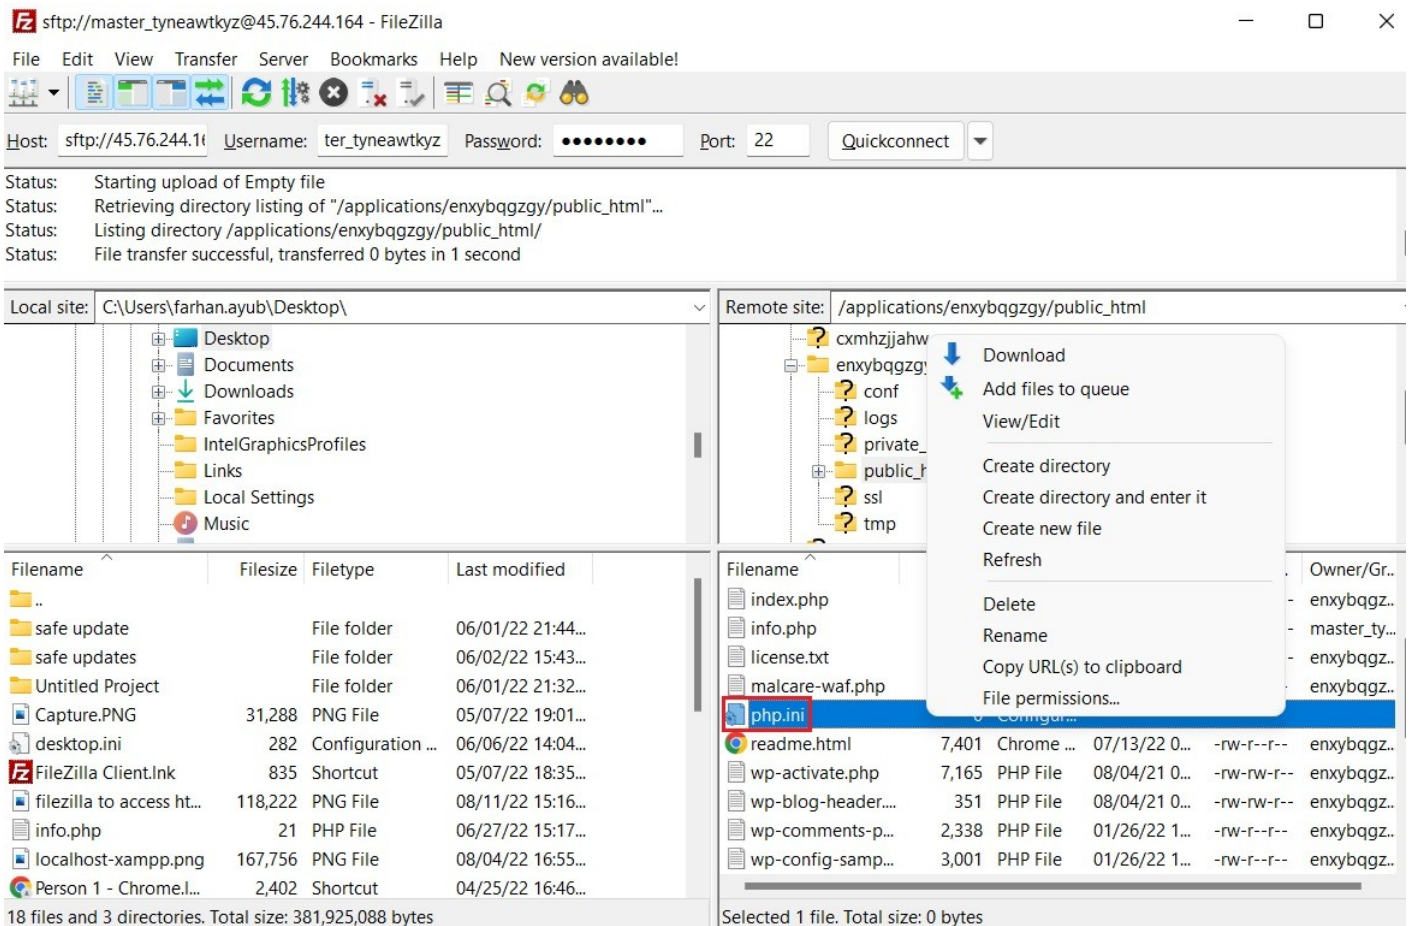 sftp://master_tyneawtkyz@45.76.244.164 - FileZilla
File Edit View Transfer Server Bookmarks Help New version available!
Host: sftp://45.76.244.16 Username: ter_tyneawtkyz Password: ●●●●●●●● Port: 22 Quickconnect
Status: Starting upload of Empty file
Status: Retrieving directory listing of "/applications/enxybqgzgy/public_html"...
Status: Listing directory /applications/enxybqgzgy/public_html/
Status: File transfer successful, transferred 0 bytes in 1 second
Local site: C:\Users\farhan.ayub\Desktop\
Desktop
Documents
Downloads
Favorites
IntelGraphicsProfiles
Links
Local Settings
Music
Remote site: /applications/enxybqgzgy/public_html
cxmhzjjahw
enxybqgzgy
conf
logs
private_
public_h
ssl
tmp
Download
Add files to queue
View/Edit
Create directory
Create directory and enter it
Create new file
Refresh
Delete
Rename
Copy URL(s) to clipboard
File permissions...
Filename Filesize Filetype Last modified
..
safe update File folder 06/01/22 21:44...
safe updates File folder 06/02/22 15:43...
Untitled Project File folder 06/01/22 21:32...
Capture.PNG 31,288 PNG File 05/07/22 19:01...
desktop.ini 282 Configuration ... 06/06/22 14:04...
FileZilla Client.lnk 835 Shortcut 05/07/22 18:35...
filezilla to access ht... 118,222 PNG File 08/11/22 15:16...
info.php 21 PHP File 06/27/22 15:17...
localhost-xampp.png 167,756 PNG File 08/04/22 16:55...
Person 1 - Chrome.l... 2,402 Shortcut 04/25/22 16:46...
18 files and 3 directories. Total size: 381,925,088 bytes
Filename Owner/Gr..
index.php enxybqgz..
info.php master_ty...
license.txt enxybqgz..
malcare-waf.php enxybqgz..
php.ini 0 Configur...
readme.html 7,401 Chrome ... 07/13/22 0... -rw-r--r-- enxybqgz..
wp-activate.php 7,165 PHP File 08/04/21 0... -rw-rw-r-- enxybqgz..
wp-blog-header.... 351 PHP File 08/04/21 0... -rw-rw-r-- enxybqgz..
wp-comments-p... 2,338 PHP File 01/26/22 1... -rw-r--r-- enxybqgz..
wp-config-samp... 3,001 PHP File 01/26/22 1... -rw-r--r-- enxybqgz..
Selected 1 file. Total size: 0 bytes